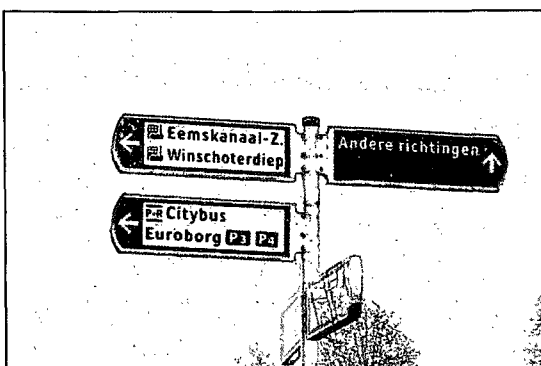 Eemskanaal-Z.
Winschoterdiep
Andere richtingen
P+R Citybus
Euroborg P3 P4